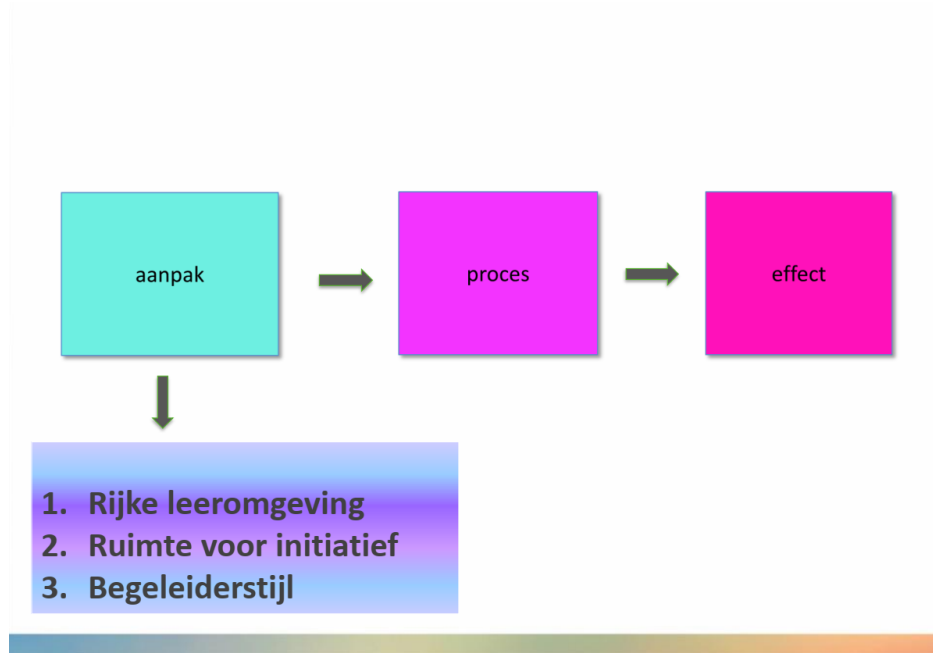 aanpak
proces
effect
1. Rijke leeromgeving
2. Ruimte voor initiatief
3. Begeleiderstijl